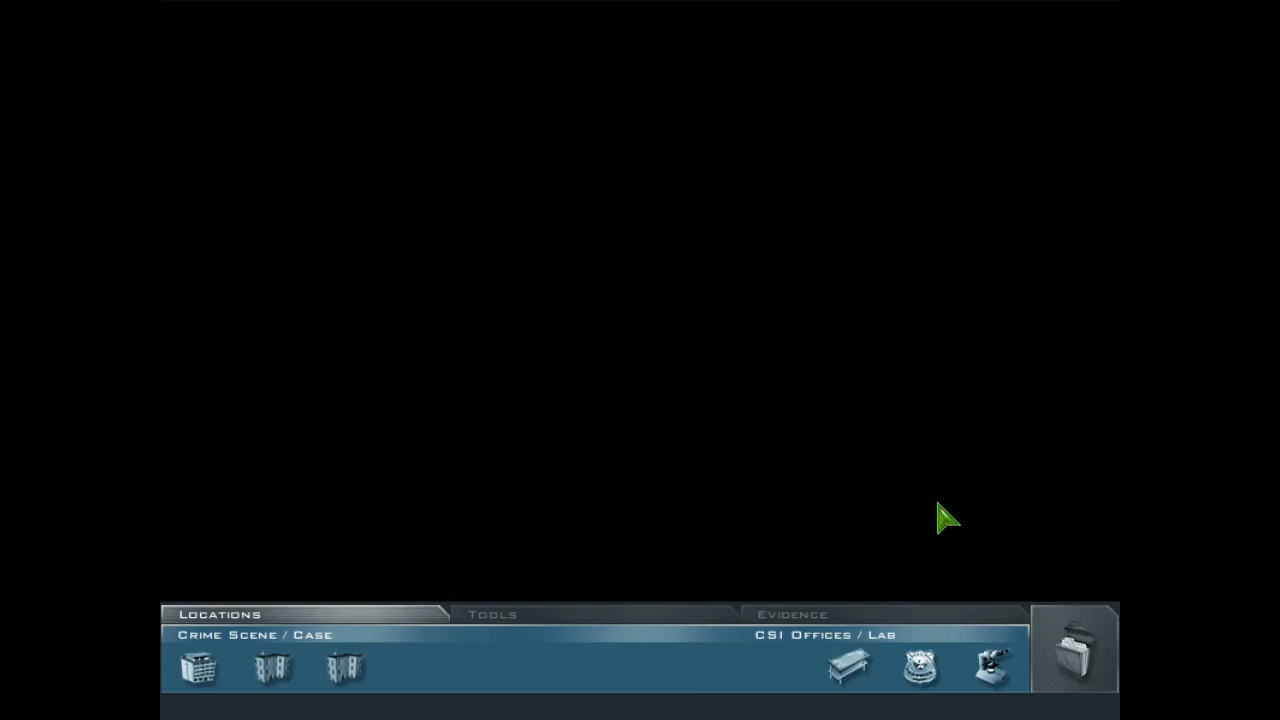 Locations
Tools
Evidence
Crime Scene / Case
CSI Offices / Lab